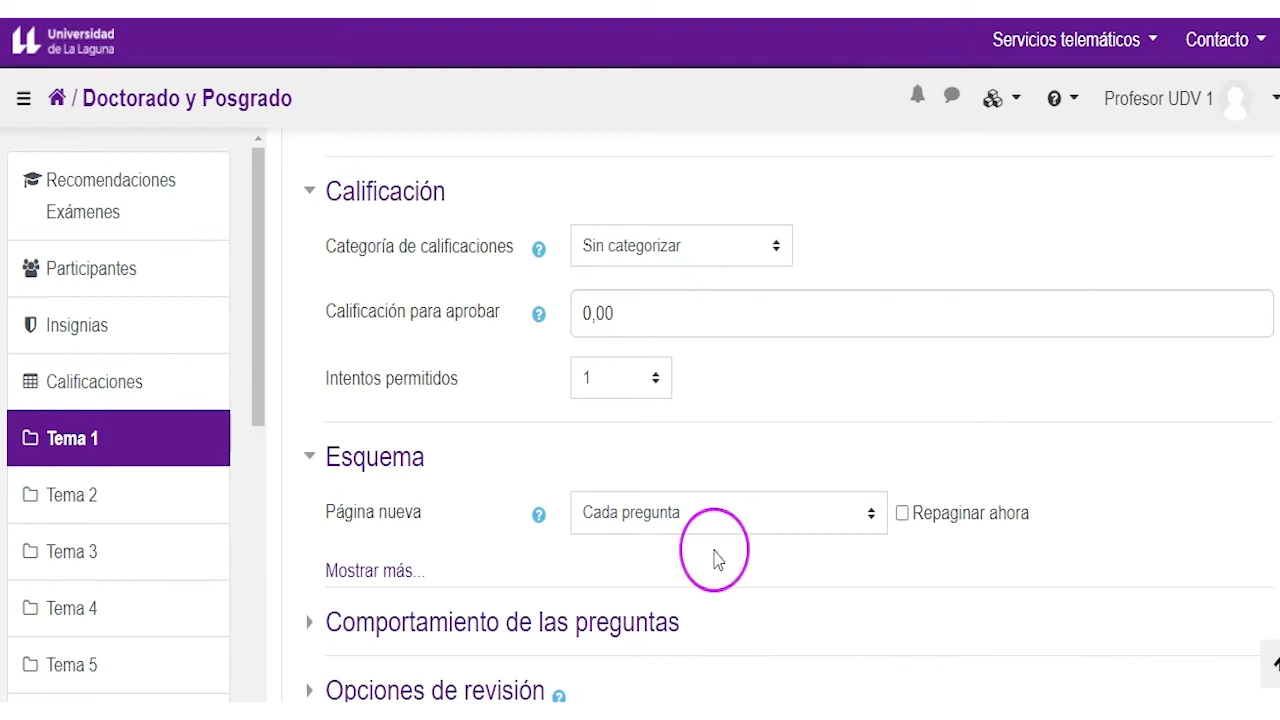 Universidad
de La Laguna
Servicios telemáticos
Contacto
/ Doctorado y Posgrado
Profesor UDV 1
Recomendaciones
Exámenes
Participantes
Insignias
Calificaciones
Tema 1
Tema 2
Tema 3
Tema 4
Tema 5
Calificación
Categoría de calificaciones
Sin categorizar
Calificación para aprobar
0,00
Intentos permitidos
1
Esquema
Página nueva
Cada pregunta
Repaginar ahora
Mostrar más...
Comportamiento de las preguntas
Opciones de revisión